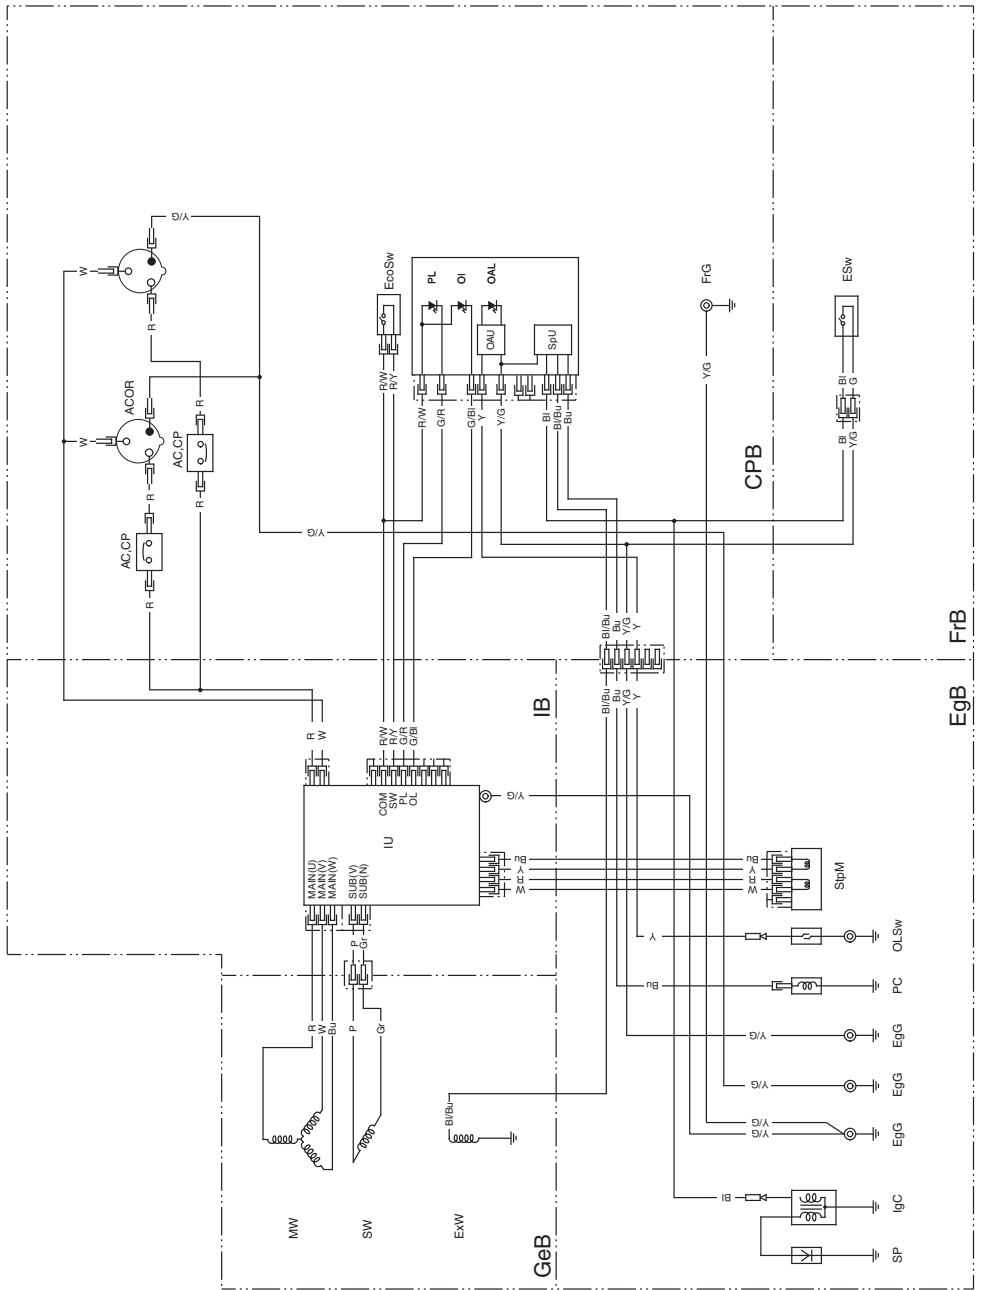 W
Y/G
R
ACOR
W
R
AC,CP
R
AC,CP
R
R
R
Y/G
EcoSw
R/W
R/Y
PL
OI
OAL
OAU
SpU
R/W
G/R
G/Bl
Y
Y/G
Bl
Bl/Bu
Bu
FrG
Y/G
ESw
Bl
G
Bl
Y/G
CPB
FrB
Bl/Bu
Bu
Y/G
Y
Bl/Bu
Bu
Y/G
Y
EgB
IB
R
W
R/W
R/Y
G/R
G/Bl
COM
SW
PL
OL
IU
MAIN(U)
MAIN(V)
MAIN(W)
SUB(V)
SUB(N)
Y/G
Bu
Y
R
W
Bu
Y
R
W
StpM
P
Gr
R
W
Bu
P
Gr
Bl/Bu
MW
SW
ExW
GeB
Y
OLSw
Bu
PC
Y/G
EgG
Y/G
EgG
Y/G
Y/G
EgG
Bl
IgC
SP